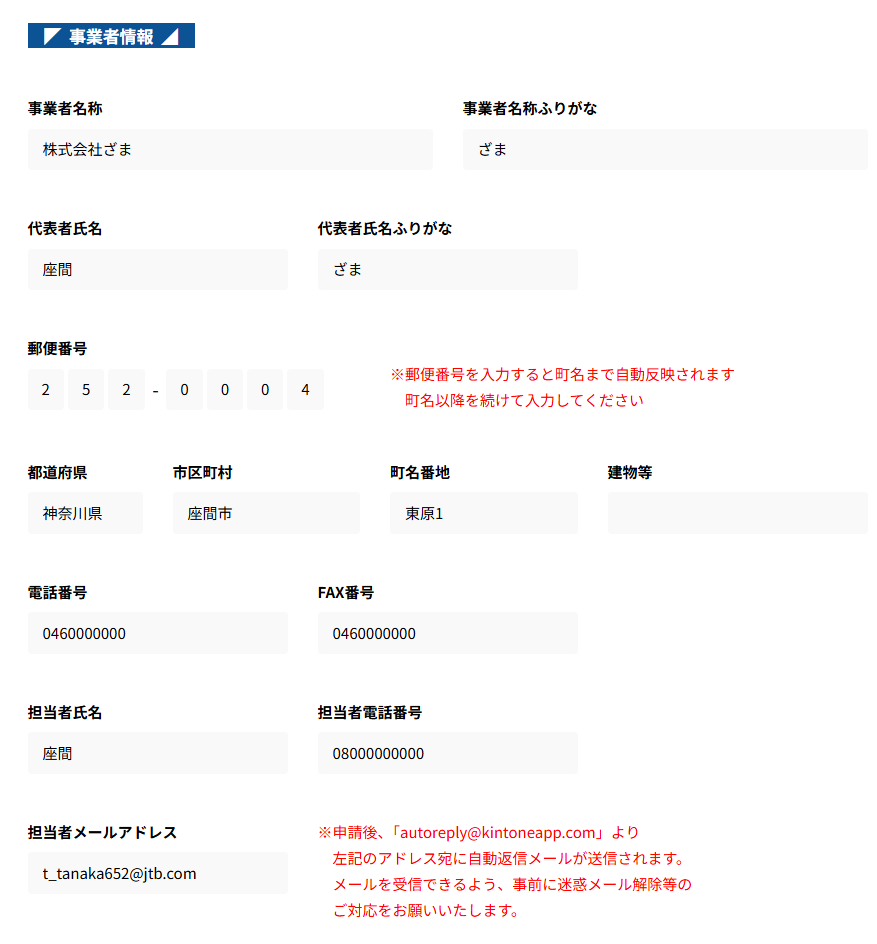 ◤ 事業者情報 ◢
事業者名称 事業者名称ふりがな
株式会社ざま ざま
代表者氏名 代表者氏名ふりがな
座間 ざま
郵便番号
2 5 2 - 0 0 0 4
※郵便番号を入力すると町名まで自動反映されます
町名以降を続けて入力してください
都道府県 市区町村 町名番地 建物等
神奈川県 座間市 東原1
電話番号 FAX番号
0460000000 0460000000
担当者氏名 担当者電話番号
座間 08000000000
担当者メールアドレス
t_tanaka652@jtb.com
※申請後、「autoreply@kintoneapp.com」より
左記のアドレス宛に自動返信メールが送信されます。
メールを受信できるよう、事前に迷惑メール解除等の
ご対応をお願いいたします。